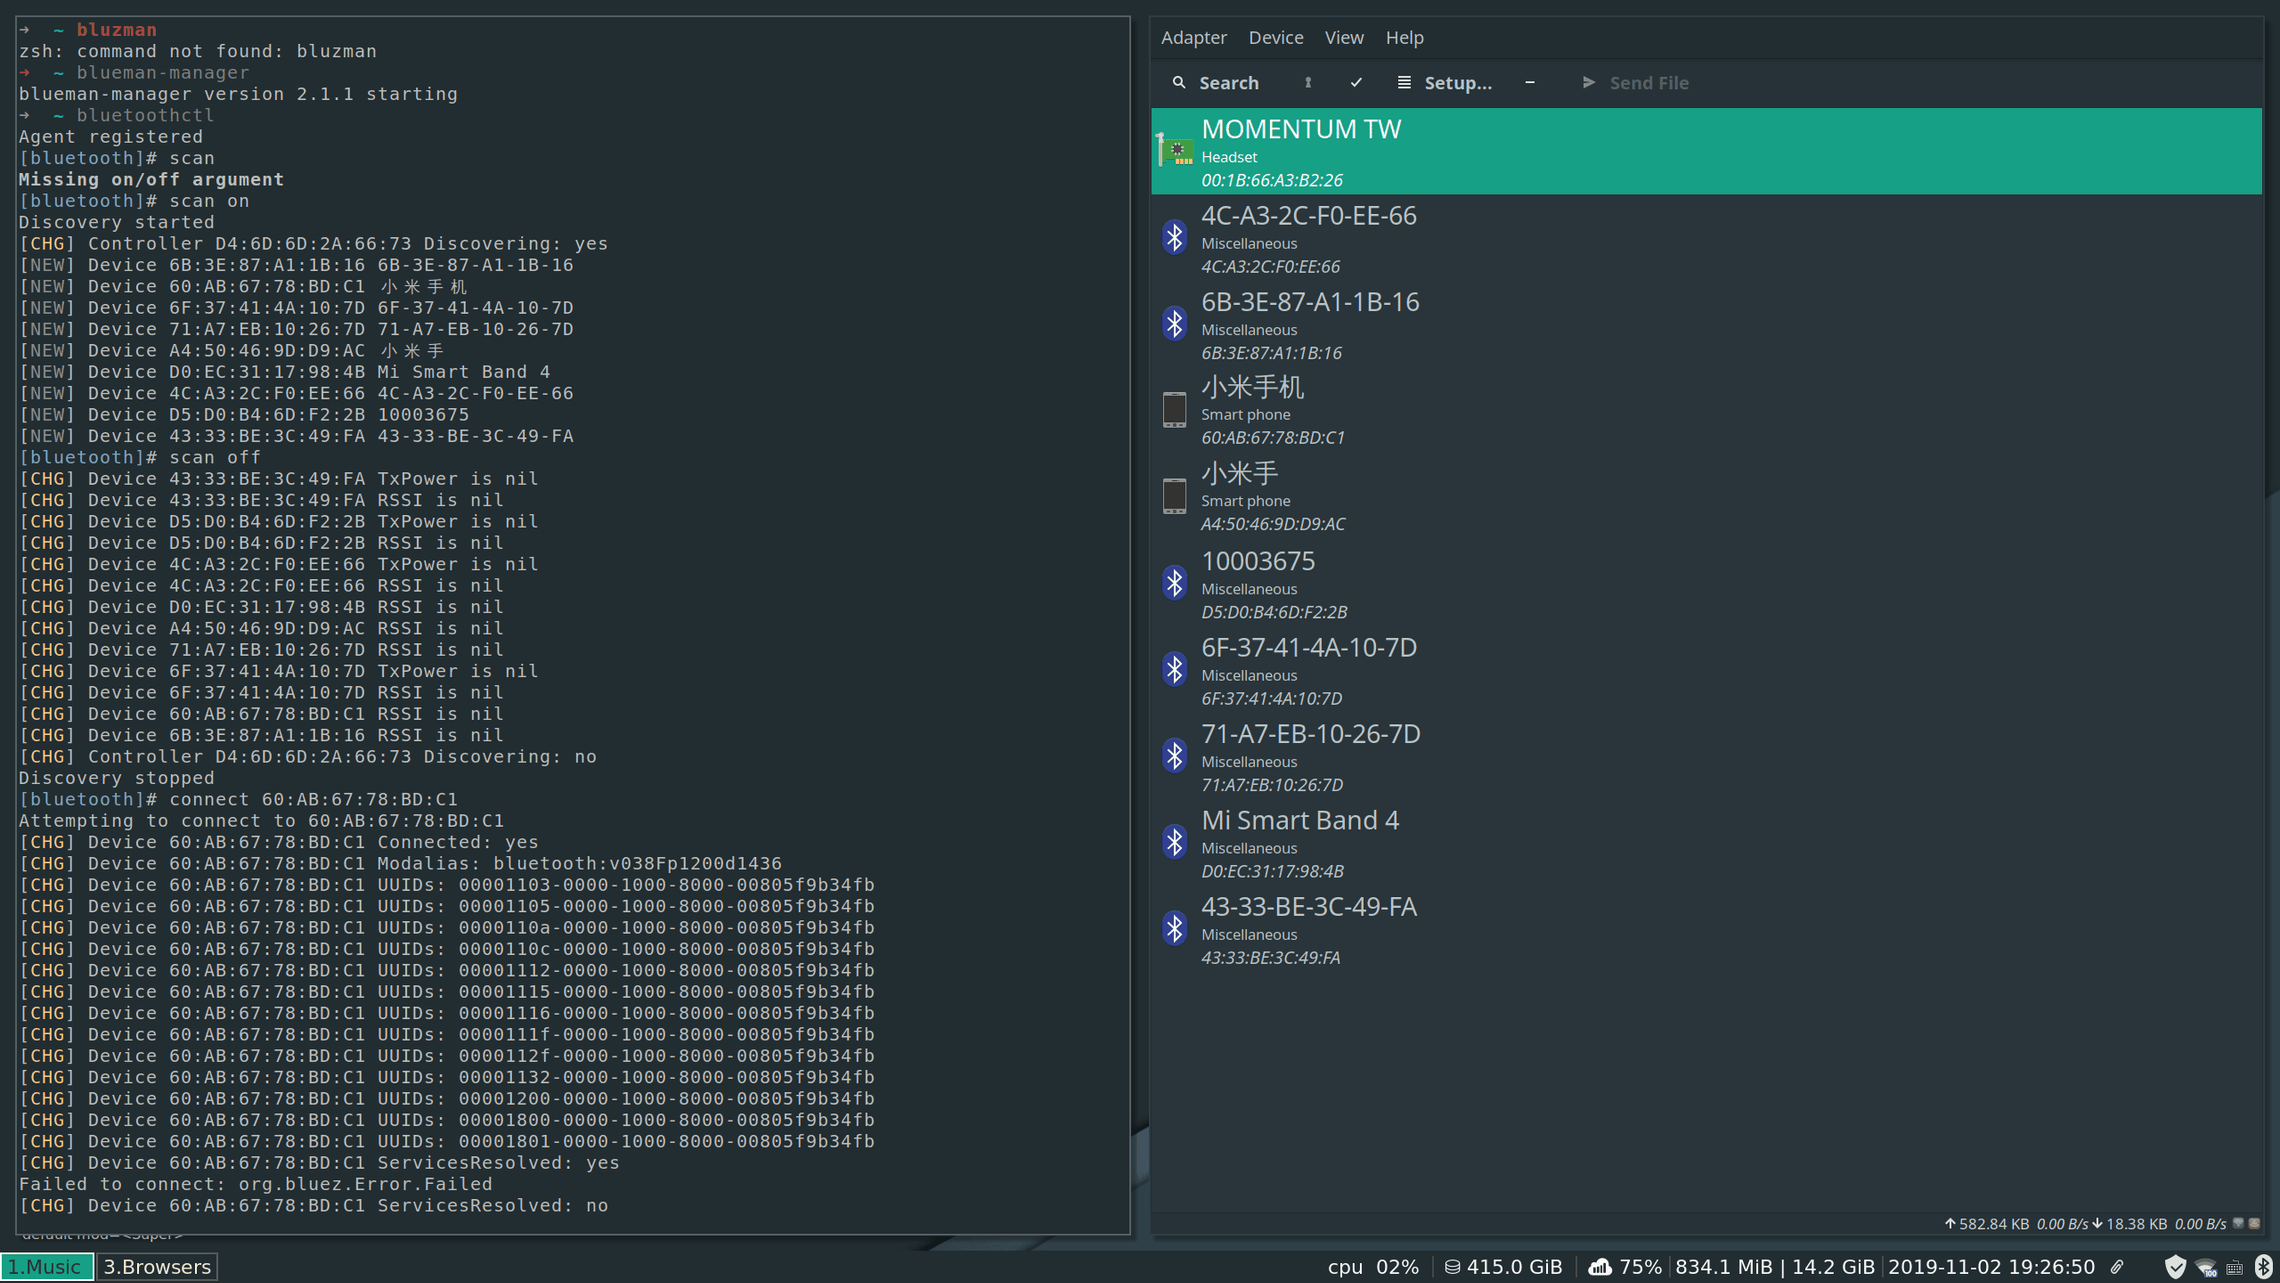 →  ~ bluzman
zsh: command not found: bluzman
→  ~ blueman-manager
blueman-manager version 2.1.1 starting
→  ~ bluetoothctl
Agent registered
[bluetooth]# scan
Missing on/off argument
[bluetooth]# scan on
Discovery started
[CHG] Controller D4:6D:6D:2A:66:73 Discovering: yes
[NEW] Device 6B:3E:87:A1:1B:16 6B-3E-87-A1-1B-16
[NEW] Device 60:AB:67:78:BD:C1 小米手机
[NEW] Device 6F:37:41:4A:10:7D 6F-37-41-4A-10-7D
[NEW] Device 71:A7:EB:10:26:7D 71-A7-EB-10-26-7D
[NEW] Device A4:50:46:9D:D9:AC 小米手
[NEW] Device D0:EC:31:17:98:4B Mi Smart Band 4
[NEW] Device 4C:A3:2C:F0:EE:66 4C-A3-2C-F0-EE-66
[NEW] Device D5:D0:B4:6D:F2:2B 10003675
[NEW] Device 43:33:BE:3C:49:FA 43-33-BE-3C-49-FA
[bluetooth]# scan off
[CHG] Device 43:33:BE:3C:49:FA TxPower is nil
[CHG] Device 43:33:BE:3C:49:FA RSSI is nil
[CHG] Device D5:D0:B4:6D:F2:2B TxPower is nil
[CHG] Device D5:D0:B4:6D:F2:2B RSSI is nil
[CHG] Device 4C:A3:2C:F0:EE:66 TxPower is nil
[CHG] Device 4C:A3:2C:F0:EE:66 RSSI is nil
[CHG] Device D0:EC:31:17:98:4B RSSI is nil
[CHG] Device A4:50:46:9D:D9:AC RSSI is nil
[CHG] Device 71:A7:EB:10:26:7D RSSI is nil
[CHG] Device 6F:37:41:4A:10:7D TxPower is nil
[CHG] Device 6F:37:41:4A:10:7D RSSI is nil
[CHG] Device 60:AB:67:78:BD:C1 RSSI is nil
[CHG] Device 6B:3E:87:A1:1B:16 RSSI is nil
[CHG] Controller D4:6D:6D:2A:66:73 Discovering: no
Discovery stopped
[bluetooth]# connect 60:AB:67:78:BD:C1
Attempting to connect to 60:AB:67:78:BD:C1
[CHG] Device 60:AB:67:78:BD:C1 Connected: yes
[CHG] Device 60:AB:67:78:BD:C1 Modalias: bluetooth:v038Fp1200d1436
[CHG] Device 60:AB:67:78:BD:C1 UUIDs: 00001103-0000-1000-8000-00805f9b34fb
[CHG] Device 60:AB:67:78:BD:C1 UUIDs: 00001105-0000-1000-8000-00805f9b34fb
[CHG] Device 60:AB:67:78:BD:C1 UUIDs: 0000110a-0000-1000-8000-00805f9b34fb
[CHG] Device 60:AB:67:78:BD:C1 UUIDs: 0000110c-0000-1000-8000-00805f9b34fb
[CHG] Device 60:AB:67:78:BD:C1 UUIDs: 00001112-0000-1000-8000-00805f9b34fb
[CHG] Device 60:AB:67:78:BD:C1 UUIDs: 00001115-0000-1000-8000-00805f9b34fb
[CHG] Device 60:AB:67:78:BD:C1 UUIDs: 00001116-0000-1000-8000-00805f9b34fb
[CHG] Device 60:AB:67:78:BD:C1 UUIDs: 0000111f-0000-1000-8000-00805f9b34fb
[CHG] Device 60:AB:67:78:BD:C1 UUIDs: 0000112f-0000-1000-8000-00805f9b34fb
[CHG] Device 60:AB:67:78:BD:C1 UUIDs: 00001132-0000-1000-8000-00805f9b34fb
[CHG] Device 60:AB:67:78:BD:C1 UUIDs: 00001200-0000-1000-8000-00805f9b34fb
[CHG] Device 60:AB:67:78:BD:C1 UUIDs: 00001800-0000-1000-8000-00805f9b34fb
[CHG] Device 60:AB:67:78:BD:C1 UUIDs: 00001801-0000-1000-8000-00805f9b34fb
[CHG] Device 60:AB:67:78:BD:C1 ServicesResolved: yes
Failed to connect: org.bluez.Error.Failed
[CHG] Device 60:AB:67:78:BD:C1 ServicesResolved: no
Adapter Device View Help
Search Setup... Send File
MOMENTUM TW
Headset
00:1B:66:A3:B2:26
4C-A3-2C-F0-EE-66
Miscellaneous
4C:A3:2C:F0:EE:66
6B-3E-87-A1-1B-16
Miscellaneous
6B:3E:87:A1:1B:16
小米手机
Smart phone
60:AB:67:78:BD:C1
小米手
Smart phone
A4:50:46:9D:D9:AC
10003675
Miscellaneous
D5:D0:B4:6D:F2:2B
6F-37-41-4A-10-7D
Miscellaneous
6F:37:41:4A:10:7D
71-A7-EB-10-26-7D
Miscellaneous
71:A7:EB:10:26:7D
Mi Smart Band 4
Miscellaneous
D0:EC:31:17:98:4B
43-33-BE-3C-49-FA
Miscellaneous
43:33:BE:3C:49:FA
582.84 KB 0.00 B/s 18.38 KB 0.00 B/s
1.Music 3.Browsers
cpu 02% 415.0 GiB 75% 834.1 MiB | 14.2 GiB 2019-11-02 19:26:50